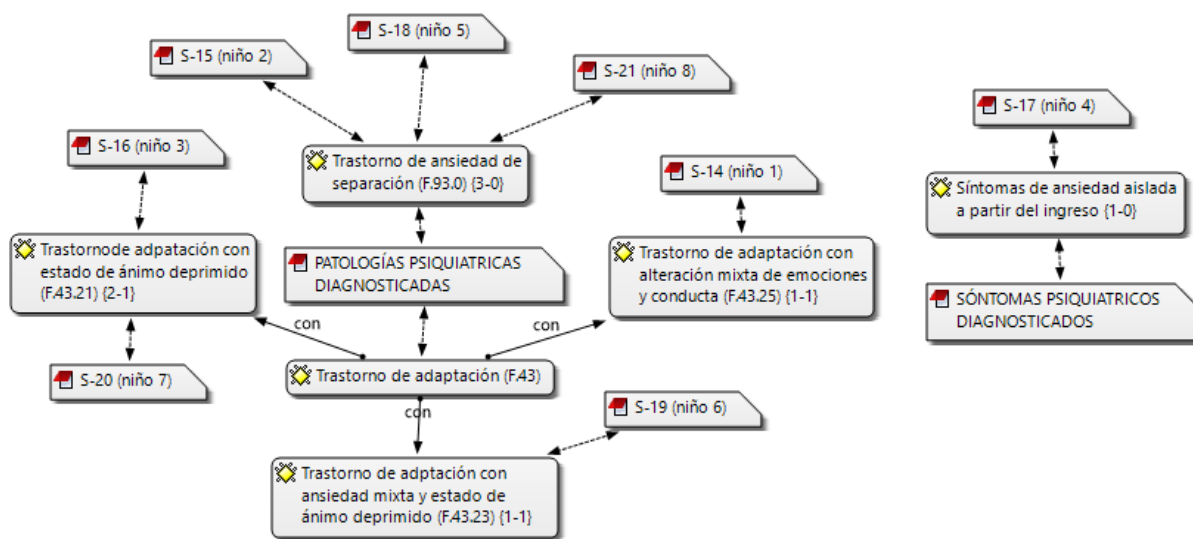 S-18 (niño 5)
S-15 (niño 2)
S-21 (niño 8)
S-17 (niño 4)
S-16 (niño 3)
Trastorno de ansiedad de
separación (F.93.0) {3-0}
S-14 (niño 1)
Síntomas de ansiedad aislada
a partir del ingreso {1-0}
Trastornode adpatación con
estado de ánimo deprimido
(F.43.21) {2-1}
PATOLOGÍAS PSIQUIATRICAS
DIAGNOSTICADAS
Trastorno de adaptación con
alteración mixta de emociones
y conducta (F.43.25) {1-1}
SÓNTOMAS PSIQUIATRICOS
DIAGNOSTICADOS
con
con
S-20 (niño 7)
Trastorno de adaptación (F.43)
con
S-19 (niño 6)
Trastorno de adptación con
ansiedad mixta y estado de
ánimo deprimido (F.43.23) {1-1}